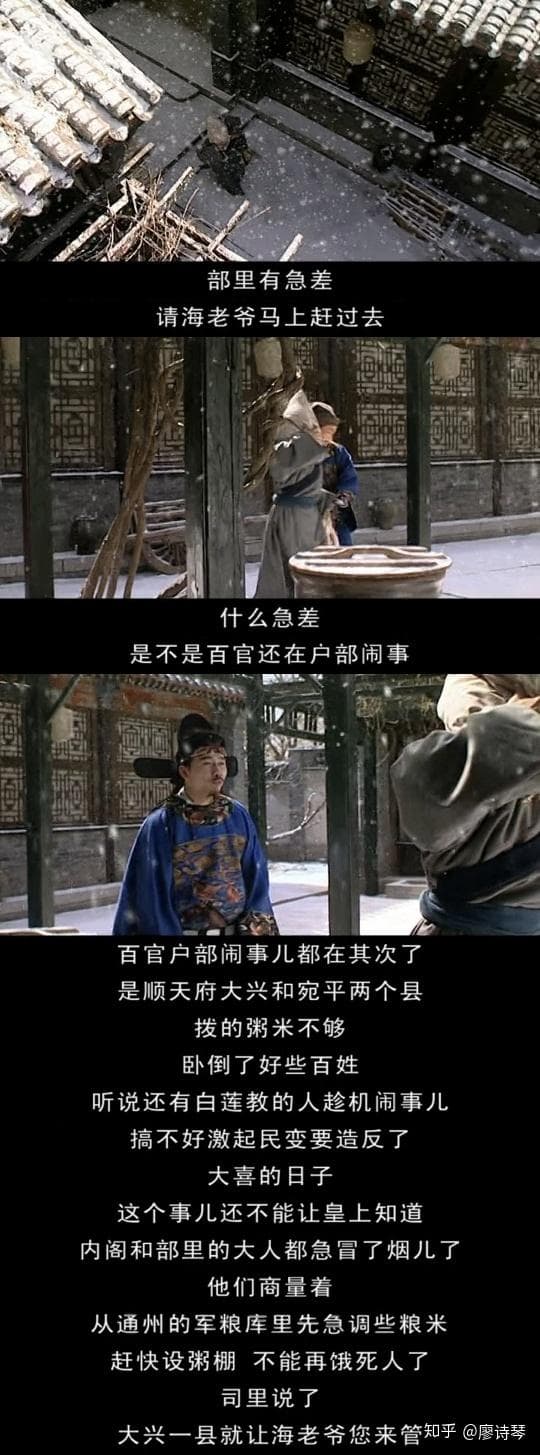 部里有急差
请海老爷马上赶过去
什么急差
是不是百官还在户部闹事
百官户部闹事儿都在其次了
是顺天府大兴和宛平两个县
拨的粥米不够
卧倒了好些百姓
听说还有白莲教的人趁机闹事儿
搞不好激起民变要造反了
大喜的日子
这个事儿还不能让皇上知道
内阁和部里的大人都急冒了烟儿了
他们商量着
从通州的军粮库里先急调些粮米
赶快设粥棚 不能再饿死人了
司里说了
大兴一县就让海老爷您来管
知乎 @廖诗琴